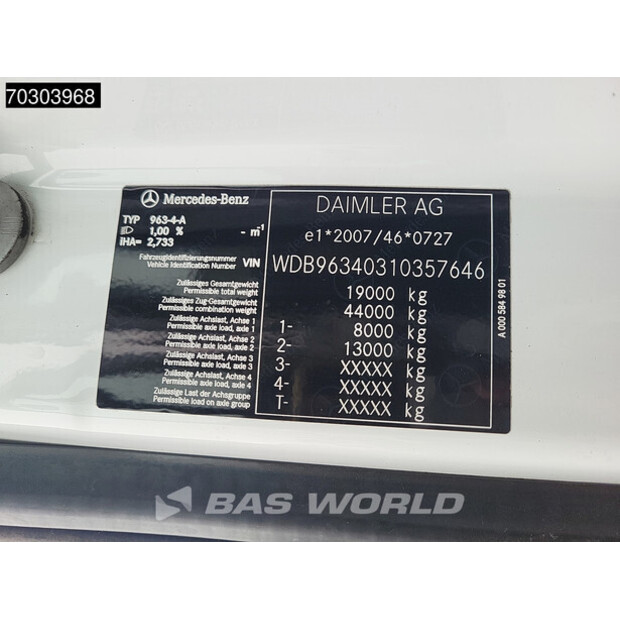 70303968
Mercedes-Benz
TYP 963-4-A
1,00 % - m⁻¹
iHA= 2,733
Fahrzeugidentifizierungsnummer
Vehicle Identification Number VIN
Zulässiges Gesamtgewicht
Permissible total weight
Zulässiges Zug-Gesamtgewicht
Permissible combination weight
Zulässige Achslast, Achse 1
Permissible axle load, axle 1
Zulässige Achslast, Achse 2
Permissible axle load, axle 2
Zulässige Achslast, Achse 3
Permissible axle load, axle 3
Zulässige Achslast, Achse 4
Permissible axle load, axle 4
Zulässige Last der Achsgruppe
Permissible load on axle group
DAIMLER AG
e1*2007/46*0727
WDB96340310357646
19000 kg
44000 kg
1- 8000 kg
2- 13000 kg
3- XXXXX kg
4- XXXXX kg
T- XXXXX kg
A 000 584 98 01
BAS WORLD